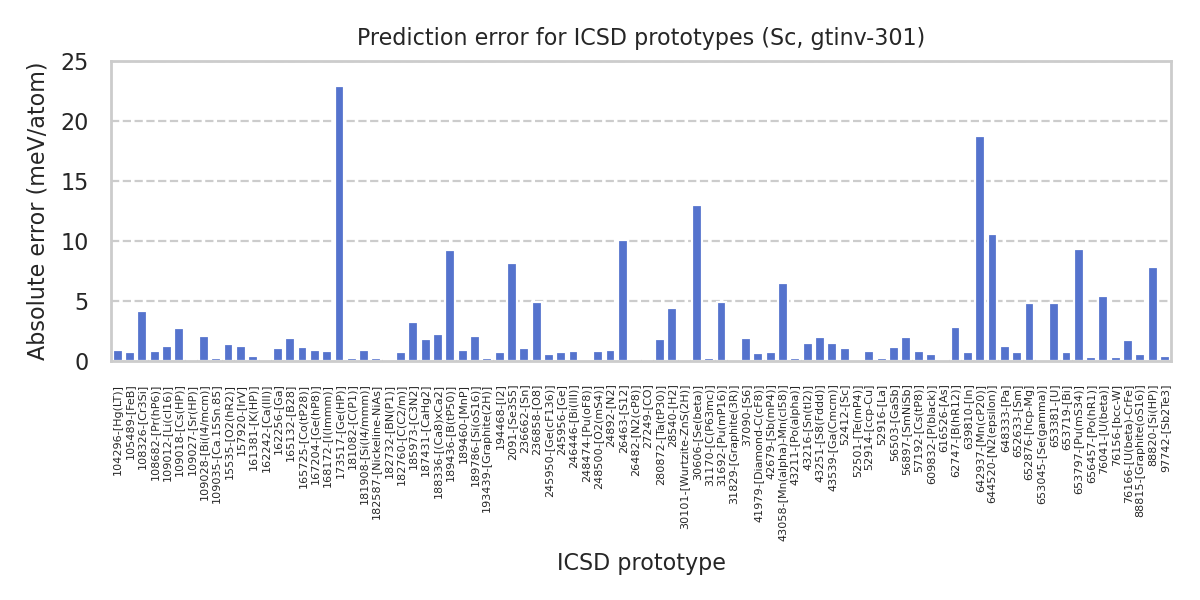 Prediction error for ICSD prototypes (Sc, gtinv-301)
Absolute error (meV/atom)
25
20
15
10
5
0
104296-[Hg(LT)]
105489-[FeB]
108326-[Cr3Si]
108682-[Pr(hP6)]
109012-[Li(cI16)]
109018-[Cs(HP)]
109027-[Sr(HP)]
109028-[Bi(I4/mcm)]
109035-[Ca.15Sn.85]
15535-[O2(hR2)]
157920-[IrV]
161381-[K(HP)]
162242-[Ca(III)]
162256-[Ga]
165132-[B28]
165725-[Co(tP28)]
167204-[Ge(hP8)]
168172-[I(Immm)]
173517-[Ge(HP)]
181082-[C(P1)]
181908-[Si(I4/mmm)]
182587-[Nickeline-NiAs]
182732-[BN(P1)]
182760-[C(C2/m)]
185973-[C3N2]
187431-[CaHg2]
188336-[(Ca8)xCa2]
189436-[B(tP50)]
189460-[MnP]
189786-[Si(oS16)]
193439-[Graphite(2H)]
194468-[I2]
2091-[Se3S5]
236662-[Sn]
236858-[O8]
245950-[Ge(cF136)]
245956-[Ge]
246446-[Bi(III)]
248474-[Pu(oF8)]
248500-[O2(mS4)]
24892-[N2]
26463-[S12]
26482-[N2(cP8)]
27249-[CO]
280872-[Ta(tP30)]
28540-[H2]
30101-[Wurtzite-ZnS(2H)]
30606-[Se(beta)]
31170-[C(P63mc)]
31692-[Pu(mP16)]
31829-[Graphite(3R)]
37090-[S6]
41979-[Diamond-C(cF8)]
42679-[Sb(mP4)]
43058-[Mn(alpha)-Mn(cI58)]
43211-[Po(alpha)]
43216-[Sn(tI2)]
43251-[S8(Fddd)]
43539-[Ga(Cmcm)]
52412-[Sc]
52501-[Te(mP4)]
52914-[fcc-Cu]
52916-[La]
56503-[GaSb]
56897-[SmNiSb]
57192-[Cs(tP8)]
609832-[P(black)]
616526-[As]
62747-[B(hR12)]
639810-[In]
642937-[Mn(cP20)]
644520-[N2(epsilon)]
648333-[Pa]
652633-[Sm]
652876-[hcp-Mg]
653045-[Se(gamma)]
653381-[U]
653719-[Bi]
653797-[Pu(mS34)]
656457-[Po(hR1)]
76041-[U(beta)]
76156-[bcc-W]
76166-[U(beta)-CrFe]
88815-[Graphite(oS16)]
88820-[Si(HP)]
97742-[Sb2Te3]
ICSD prototype